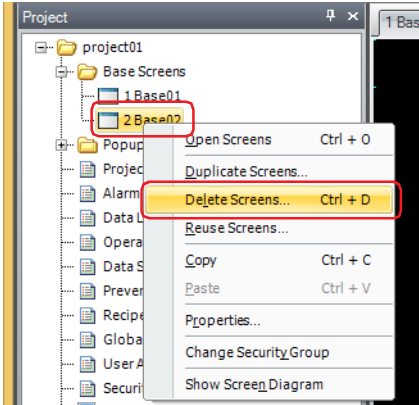 Project
1 Bas
project01
Base Screens
1 Base01
2 Base02
Popup
Projec
Alarm
Data L
Opera
Data S
Preven
Recipe
Globa
User A
Securi
Open Screens Ctrl + O
Duplicate Screens...
Delete Screens... Ctrl + D
Reuse Screens...
Copy Ctrl + C
Paste Ctrl + V
Properties...
Change Security Group
Show Screen Diagram